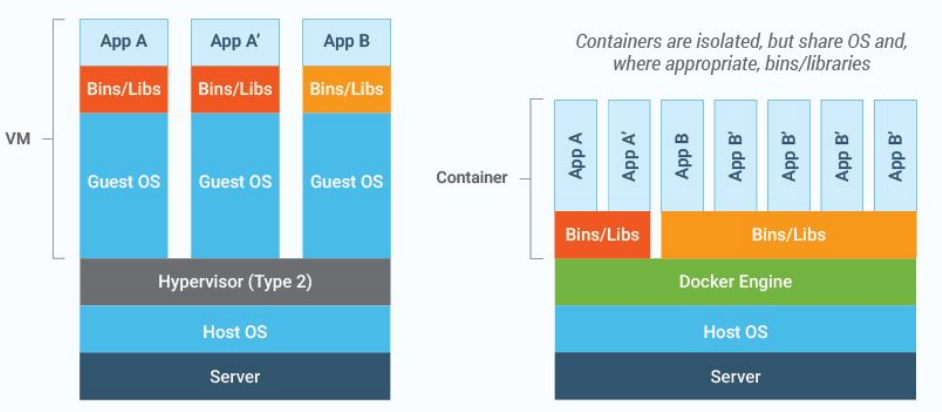 App A
App A′
App B
Bins/Libs
Bins/Libs
Bins/Libs
VM
Guest OS
Guest OS
Guest OS
Hypervisor (Type 2)
Host OS
Server
Containers are isolated, but share OS and,
where appropriate, bins/libraries
Container
App A
App A′
App B
App B′
App B′
App B′
App B′
Bins/Libs
Bins/Libs
Docker Engine
Host OS
Server